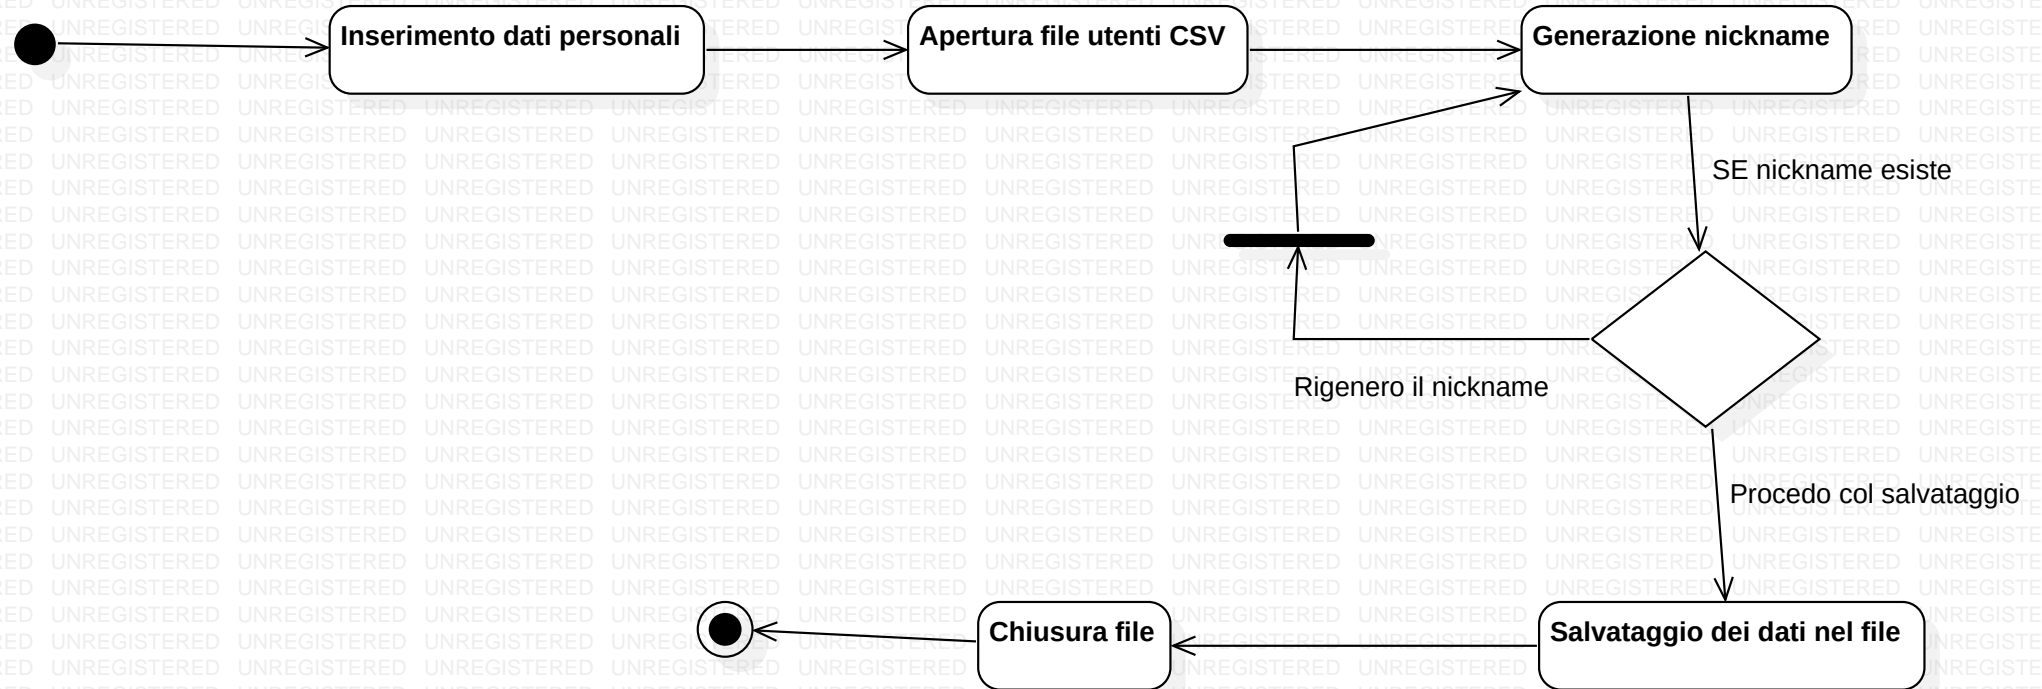 Inserimento dati personali
Apertura file utenti CSV
Generazione nickname
SE nickname esiste
Rigenero il nickname
Procedo col salvataggio
Chiusura file
Salvataggio dei dati nel file
UNREGISTERED